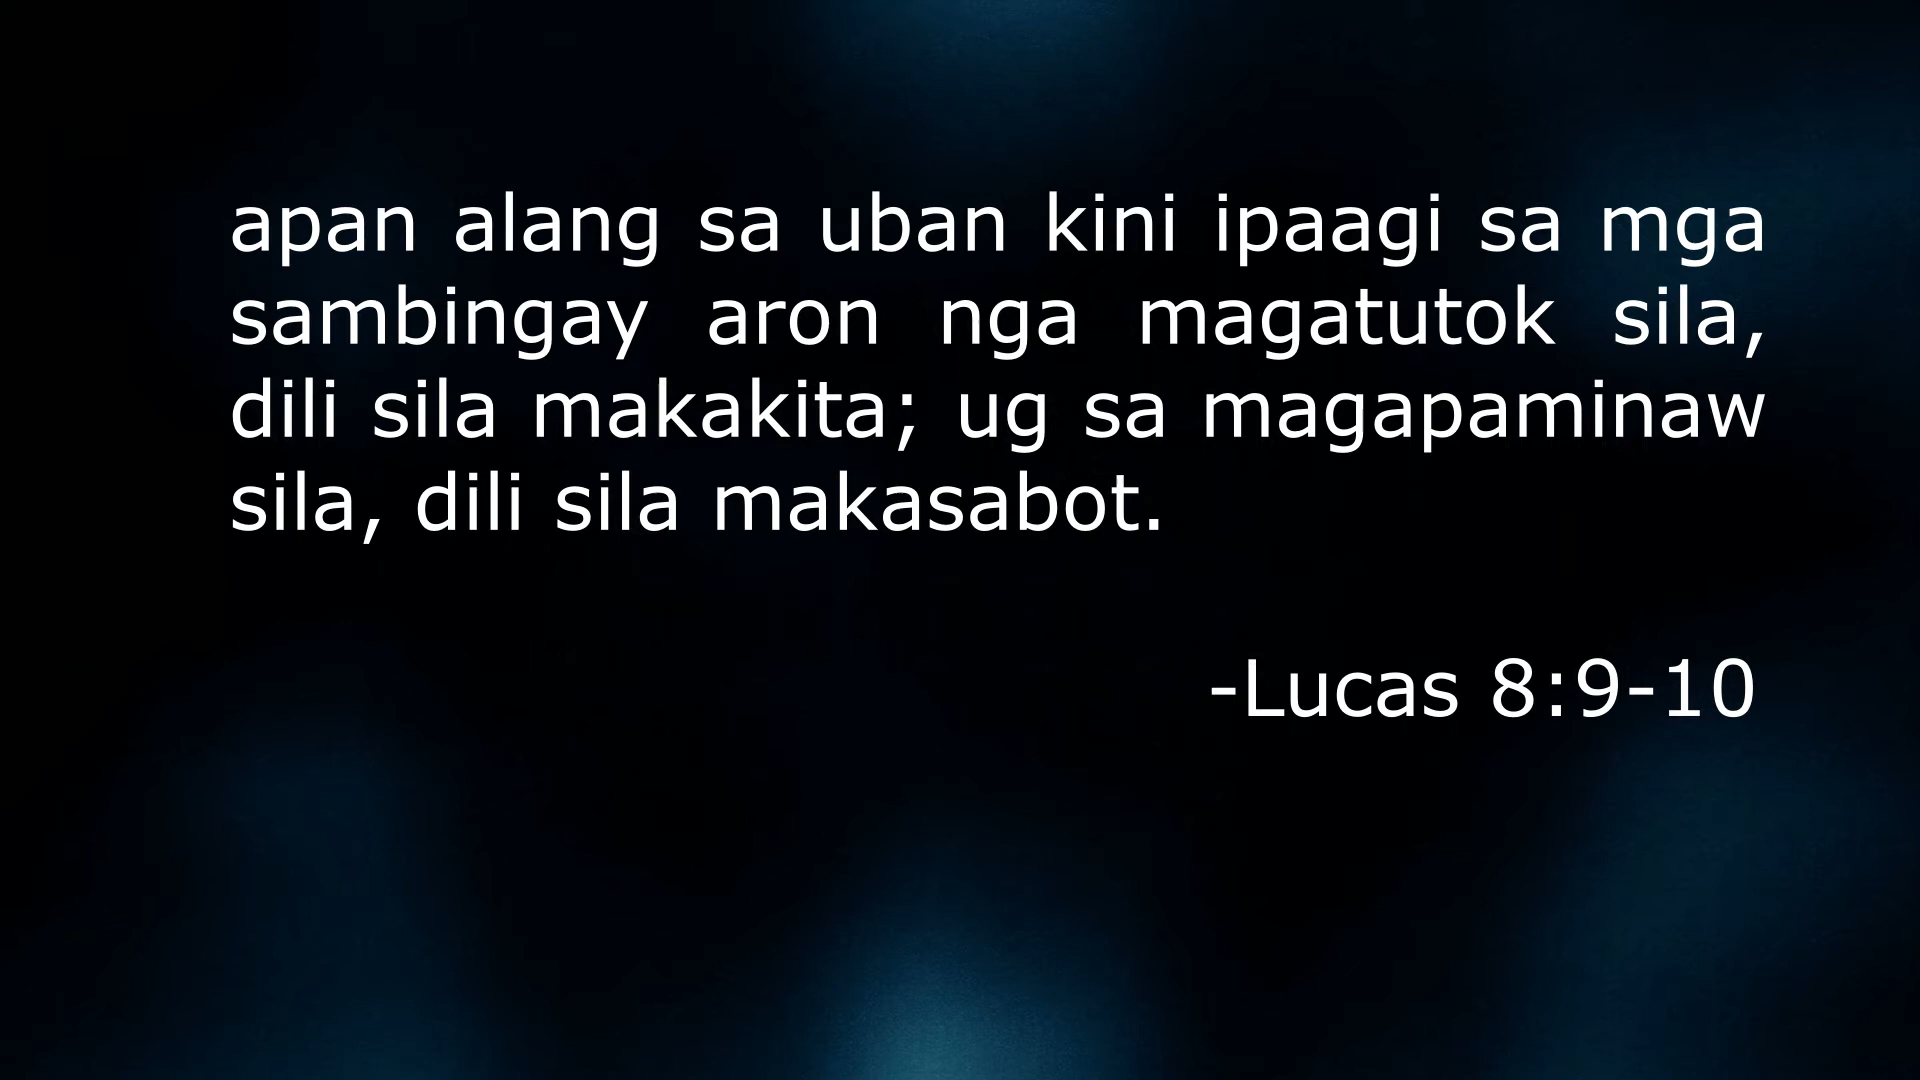 apan alang sa uban kini ipaagi sa mga
sambingay aron nga magatutok sila,
dili sila makakita; ug sa magapaminaw
sila, dili sila makasabot.
-Lucas 8:9-10